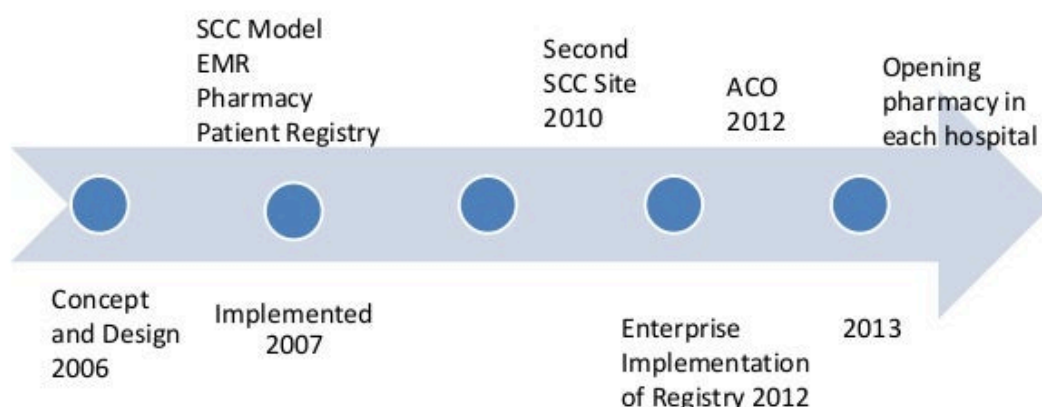 SCC Model
EMR
Pharmacy
Patient Registry
Second
SCC Site
2010
ACO
2012
Opening
pharmacy in
each hospital
Concept
and Design
2006
Implemented
2007
Enterprise
Implementation
of Registry 2012
2013